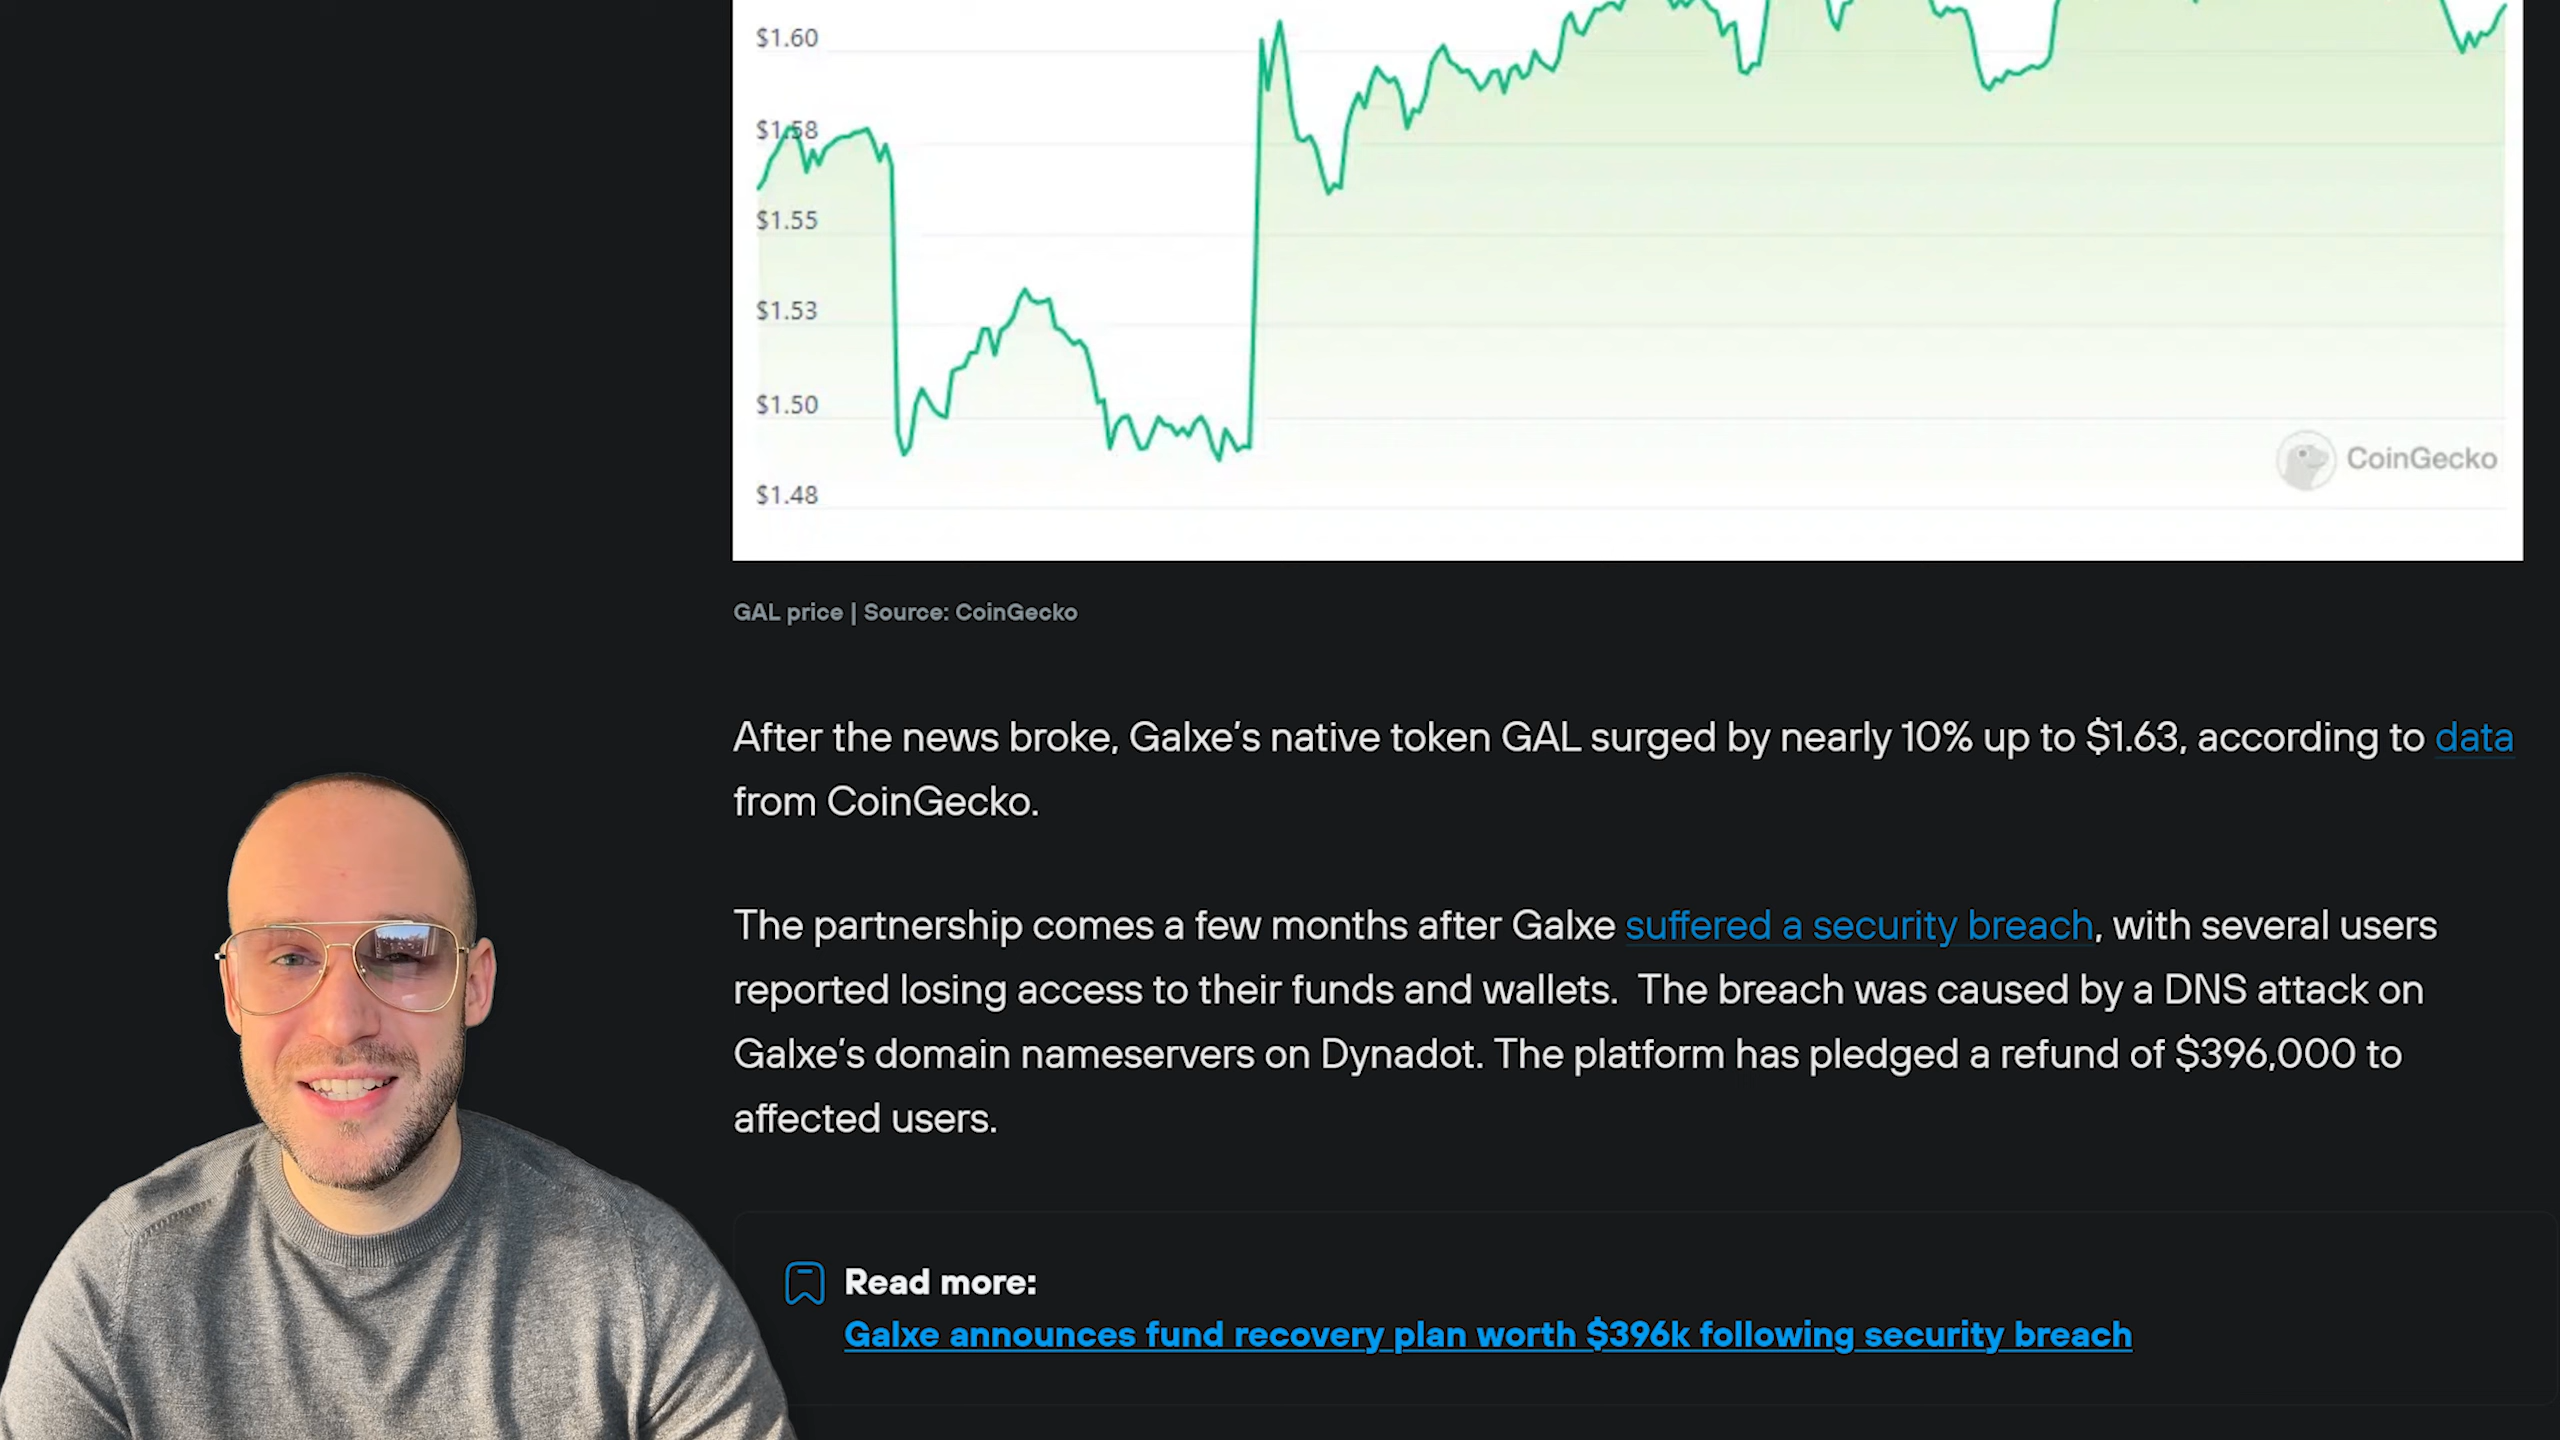 $1.60
$1.58
$1.55
$1.53
$1.50
$1.48
CoinGecko
GAL price | Source: CoinGecko
After the news broke, Galxe’s native token GAL surged by nearly 10% up to $1.63, according to data
from CoinGecko.
The partnership comes a few months after Galxe suffered a security breach, with several users
reported losing access to their funds and wallets.  The breach was caused by a DNS attack on
Galxe’s domain nameservers on Dynadot. The platform has pledged a refund of $396,000 to
affected users.
Read more:
Galxe announces fund recovery plan worth $396k following security breach